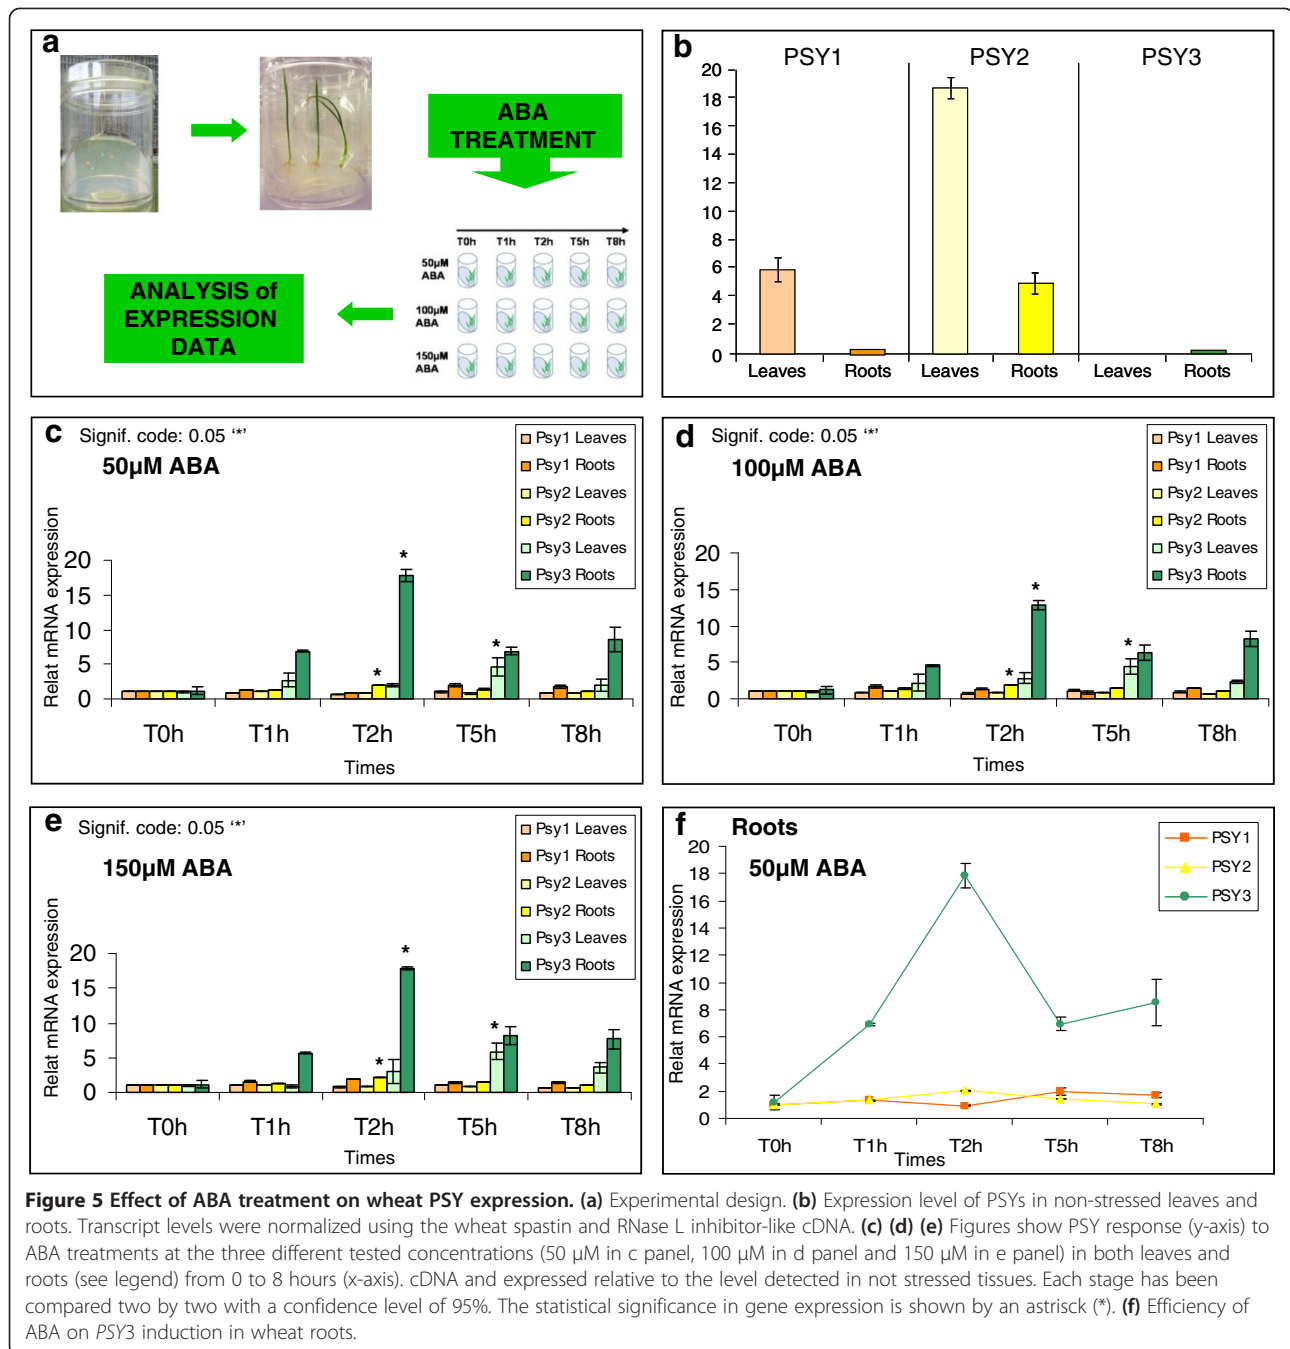 a
ABA
TREATMENT
T0h T1h T2h T5h T8h
50µM
ABA
100µM
ABA
150µM
ABA
ANALYSIS of
EXPRESSION
DATA
b
PSY1 PSY2 PSY3
20
18
16
14
12
10
8
6
4
2
0
Leaves Roots Leaves Roots Leaves Roots
c Signif. code: 0.05 ‘*’
50µM ABA
Psy1 Leaves
Psy1 Roots
Psy2 Leaves
Psy2 Roots
Psy3 Leaves
Psy3 Roots
Relat mRNA expression
20
15
10
5
0
* * *
T0h T1h T2h T5h T8h
Times
d Signif. code: 0.05 ‘*’
100µM ABA
Psy1 Leaves
Psy1 Roots
Psy2 Leaves
Psy2 Roots
Psy3 Leaves
Psy3 Roots
Relat mRNA expression
20
15
10
5
0
* * *
T0h T1h T2h T5h T8h
Times
e Signif. code: 0.05 ‘*’
150µM ABA
Psy1 Leaves
Psy1 Roots
Psy2 Leaves
Psy2 Roots
Psy3 Leaves
Psy3 Roots
Relat mRNA expression
20
15
10
5
0
* * *
T0h T1h T2h T5h T8h
Times
f Roots
50µM ABA
PSY1
PSY2
PSY3
Relat mRNA expression
20
18
16
14
12
10
8
6
4
2
0
T0h T1h T2h T5h T8h
Times
Figure 5 Effect of ABA treatment on wheat PSY expression. (a) Experimental design. (b) Expression level of PSYs in non-stressed leaves and
roots. Transcript levels were normalized using the wheat spastin and RNase L inhibitor-like cDNA. (c) (d) (e) Figures show PSY response (y-axis) to
ABA treatments at the three different tested concentrations (50 µM in c panel, 100 µM in d panel and 150 µM in e panel) in both leaves and
roots (see legend) from 0 to 8 hours (x-axis). cDNA and expressed relative to the level detected in not stressed tissues. Each stage has been
compared two by two with a confidence level of 95%. The statistical significance in gene expression is shown by an astrisck (*). (f) Efficiency of
ABA on PSY3 induction in wheat roots.